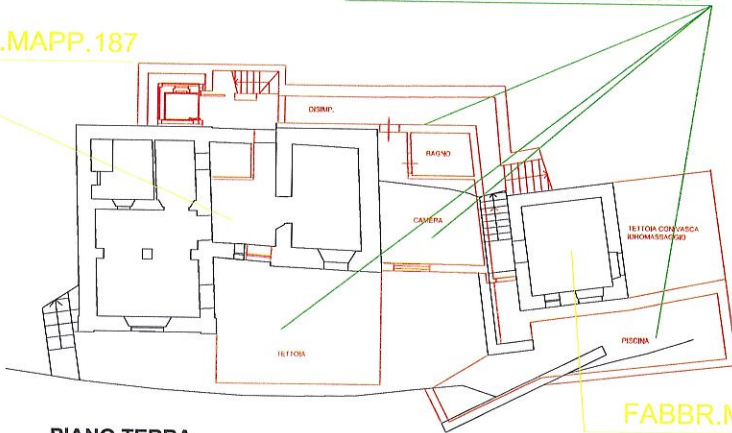 .MAPP.187
DISIMP.
BAGNO
CAMERA
TETTOIA CON VASCA
IDROMASSAGGIO
TETTOIA
PISCINA
FABBR.M
PIANO TERRA